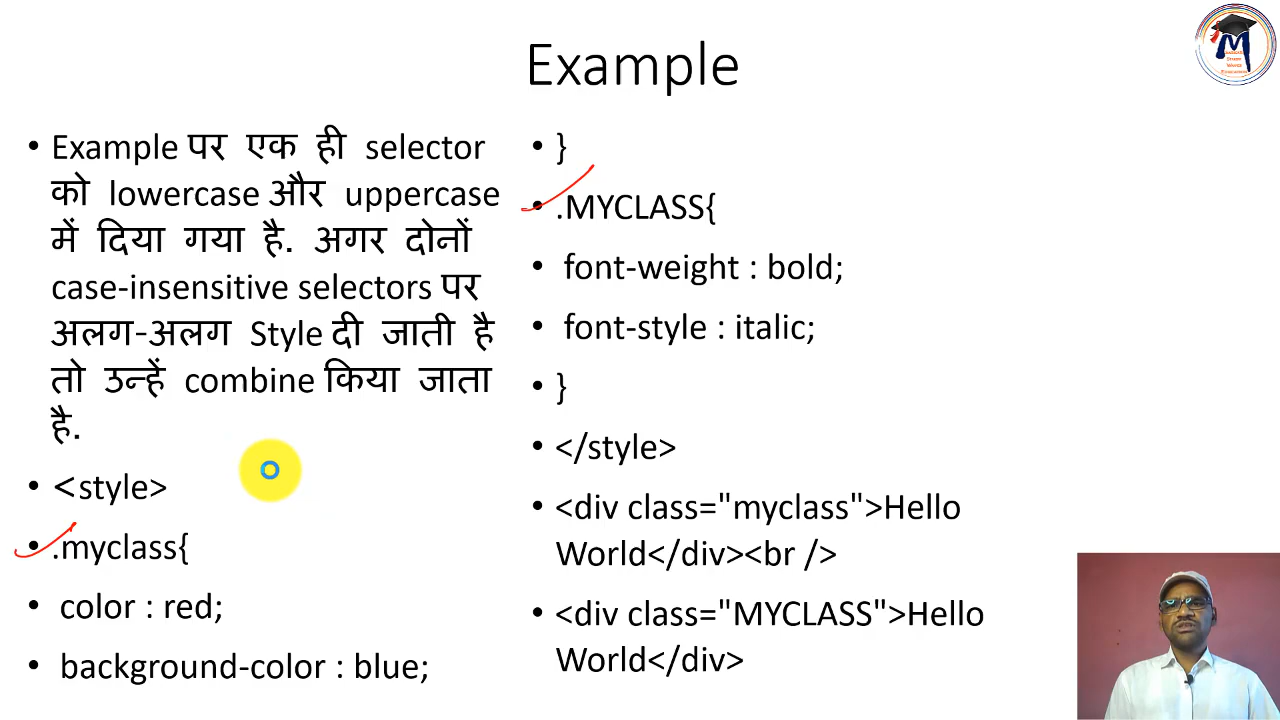 Example
• Example पर एक ही selector
को lowercase और uppercase
में दिया गया है. अगर दोनों
case-insensitive selectors पर
अलग-अलग Style दी जाती है
तो उन्हें combine किया जाता
है.
• <style>
• .myclass{
• color : red;
• background-color : blue;
• }
• .MYCLASS{
• font-weight : bold;
• font-style : italic;
• }
• </style>
• <div class="myclass">Hello
World</div><br />
• <div class="MYCLASS">Hello
World</div>
M